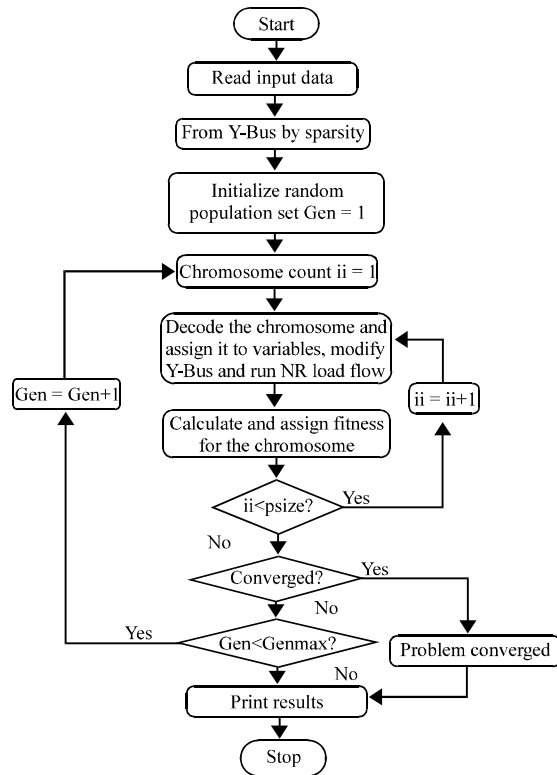 Start
Read input data
From Y-Bus by sparsity
Initialize random
population set Gen = 1
Chromosome count ii = 1
Decode the chromosome and
assign it to variables, modify
Y-Bus and run NR load flow
Gen = Gen+1
ii = ii+1
Calculate and assign fitness
for the chromosome
ii<psize?
Yes
No
Converged?
Yes
No
Gen<Genmax?
Yes
Problem converged
No
Print results
Stop